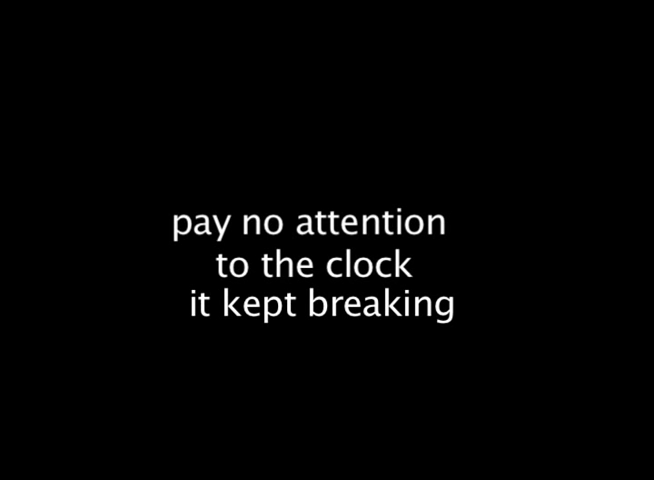 pay no attention
to the clock
it kept breaking